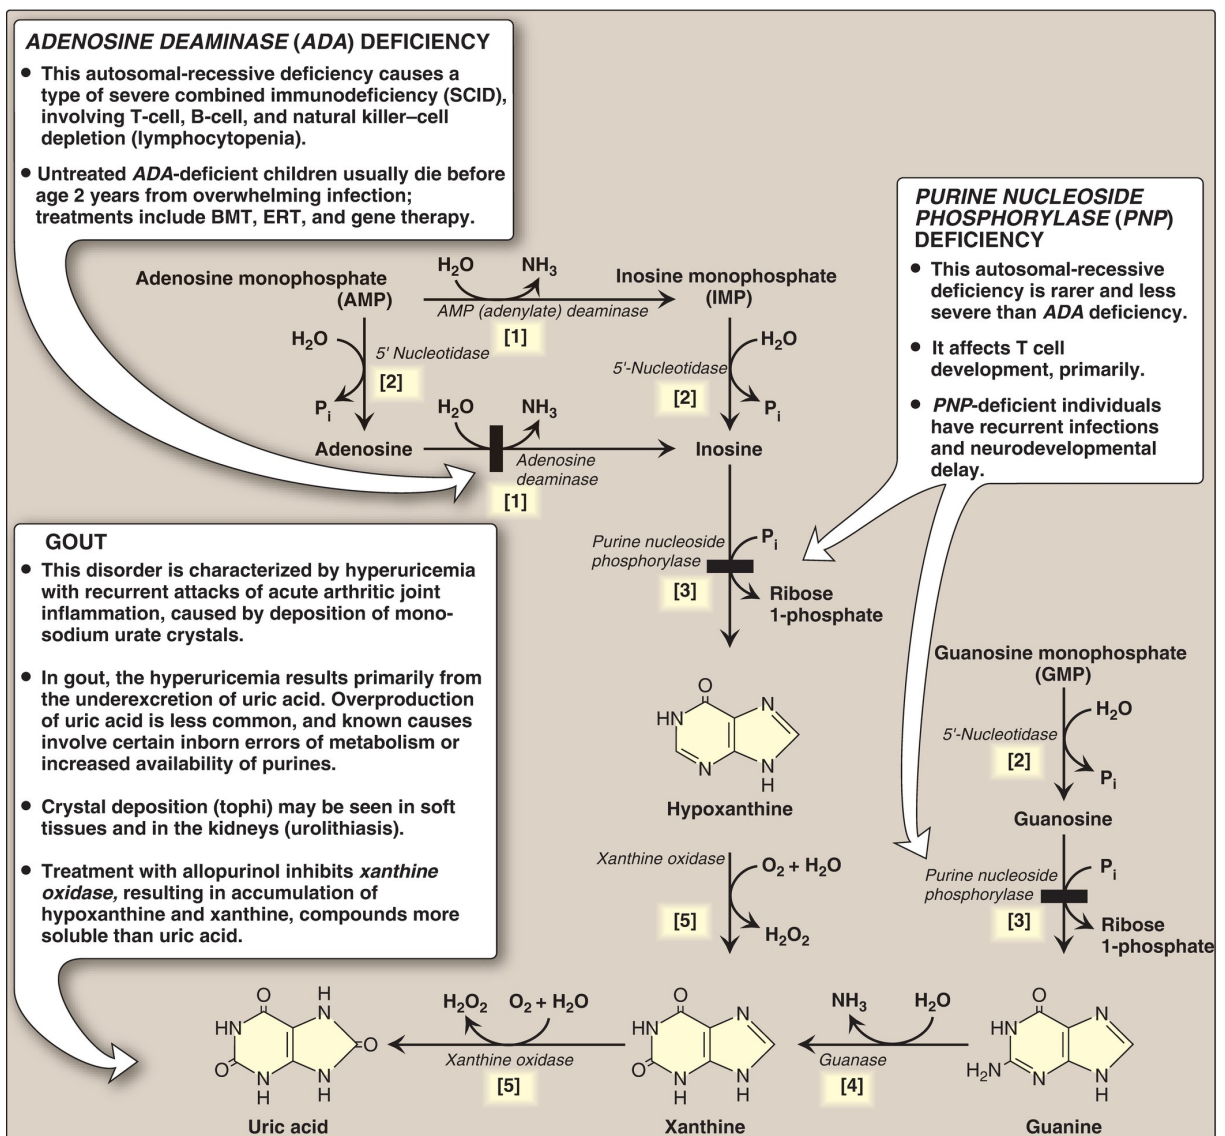 ADENOSINE DEAMINASE (ADA) DEFICIENCY
• This autosomal-recessive deficiency causes a
type of severe combined immunodeficiency (SCID),
involving T-cell, B-cell, and natural killer–cell
depletion (lymphocytopenia).
• Untreated ADA-deficient children usually die before
age 2 years from overwhelming infection;
treatments include BMT, ERT, and gene therapy.
PURINE NUCLEOSIDE
PHOSPHORYLASE (PNP)
DEFICIENCY
• This autosomal-recessive
deficiency is rarer and less
severe than ADA deficiency.
• It affects T cell
development, primarily.
• PNP-deficient individuals
have recurrent infections
and neurodevelopmental
delay.
Adenosine monophosphate
(AMP)
H₂O
NH₃
AMP (adenylate) deaminase
[1]
Inosine monophosphate
(IMP)
H₂O
5' Nucleotidase
[2]
Pi
H₂O
5'-Nucleotidase
[2]
Pi
Adenosine
H₂O
NH₃
Adenosine
deaminase
[1]
Inosine
Purine nucleoside
phosphorylase
[3]
Pi
Ribose
1-phosphate
GOUT
• This disorder is characterized by hyperuricemia
with recurrent attacks of acute arthritic joint
inflammation, caused by deposition of mono-
sodium urate crystals.
• In gout, the hyperuricemia results primarily from
the underexcretion of uric acid. Overproduction
of uric acid is less common, and known causes
involve certain inborn errors of metabolism or
increased availability of purines.
• Crystal deposition (tophi) may be seen in soft
tissues and in the kidneys (urolithiasis).
• Treatment with allopurinol inhibits xanthine
oxidase, resulting in accumulation of
hypoxanthine and xanthine, compounds more
soluble than uric acid.
O
HN
N
N
N
H
Hypoxanthine
Xanthine oxidase
[5]
O₂ + H₂O
H₂O₂
Guanosine monophosphate
(GMP)
H₂O
5'-Nucleotidase
[2]
Pi
Guanosine
Purine nucleoside
phosphorylase
[3]
Pi
Ribose
1-phosphate
O
H
N
HN
O
O
N
H
N
H
Uric acid
H₂O₂
O₂ + H₂O
Xanthine oxidase
[5]
O
N
HN
O
N
H
N
H
Xanthine
NH₃
H₂O
Guanase
[4]
O
N
HN
H₂N
N
N
H
Guanine